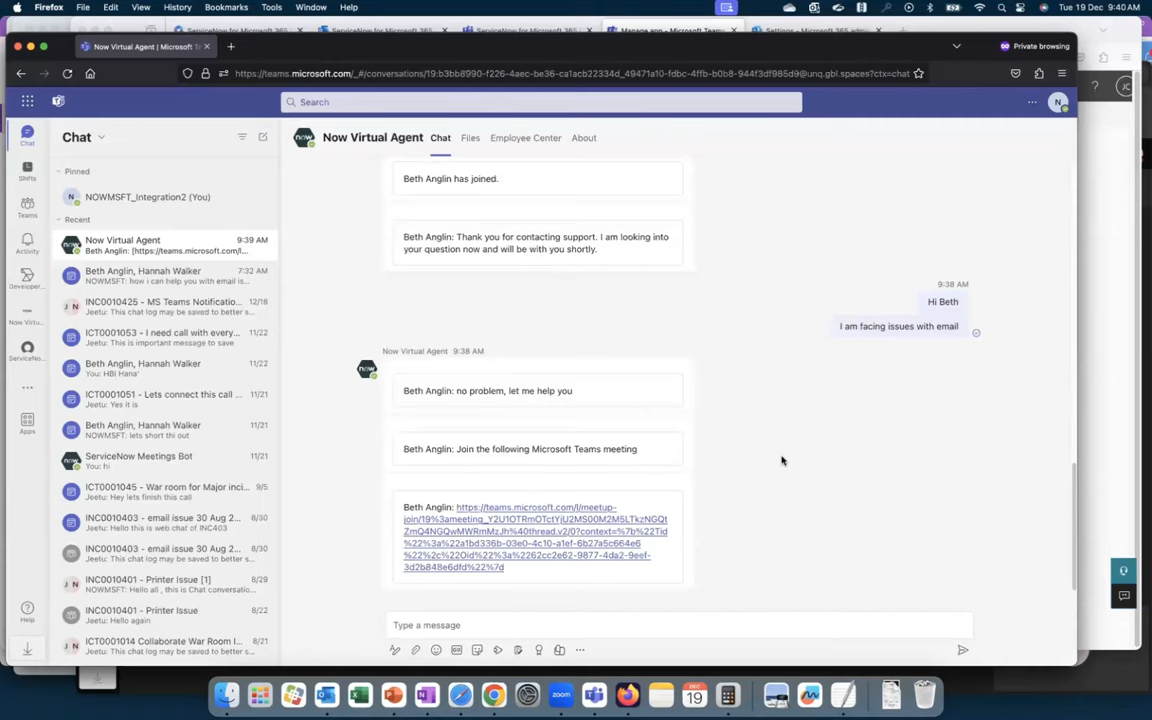 Firefox File Edit View History Bookmarks Tools Window Help Tue 19 Dec 9:40 AM
Now Virtual Agent | Microsoft Te Private browsing
https://teams.microsoft.com/_#/conversations/19:b3bb8990-f226-4aec-be36-ca1acb22334d_49471a10-fdbc-4ffb-b0b8-944f3df985d9@unq.gbl.spaces?ctx=chat
Search
N
Chat
Now Virtual Agent Chat Files Employee Center About
Chat
Shifts
Teams
Activity
Developer...
Now Virtu...
ServiceNo...
Apps
Help
Pinned
NOWMSFT_Integration2 (You)
Recent
Now Virtual Agent 9:39 AM
Beth Anglin: [https://teams.microsoft.com/l...
Beth Anglin, Hannah Walker 7:32 AM
NOWMSFT: how i can help you with email is...
INC0010425 - MS Teams Notificatio... 12/18
Jeetu: This chat log may be saved to better s...
ICT0001053 - I need call with every... 11/22
Jeetu: This is important message to save
Beth Anglin, Hannah Walker 11/22
You: HBI Hana'
ICT0001051 - Lets connect this call ... 11/21
Jeetu: Yes it is
Beth Anglin, Hannah Walker 11/21
NOWMSFT: lets short thi out
ServiceNow Meetings Bot 11/21
You: hi
ICT0001045 - War room for Major inci... 9/5
Jeetu: Hey lets finish this call
INC0010403 - email issue 30 Aug 2... 8/30
Jeetu: Hello this is web chat of INC403
INC0010403 - email issue 30 Aug 2... 8/30
Jeetu: This chat log may be saved to better s...
INC0010401 - Printer Issue [1] 8/29
NOWMSFT: Hello all , this is Chat conversatio...
INC0010401 - Printer Issue 8/22
Jeetu: Hello again
ICT0001014 Collaborate War Room I... 8/21
Jeetu: This chat log may be saved to better s...
Beth Anglin has joined.
Beth Anglin: Thank you for contacting support. I am looking into
your question now and will be with you shortly.
9:38 AM
Hi Beth
I am facing issues with email
Now Virtual Agent 9:38 AM
now
Beth Anglin: no problem, let me help you
Beth Anglin: Join the following Microsoft Teams meeting
Beth Anglin: https://teams.microsoft.com/l/meetup-
join/19%3ameeting_Y2U1OTRmOTctYjU2MS00M2M5LTkzNGQt
ZmQ4NGQwMWRmMzJh%40thread.v2/0?context=%7b%22Tid
%22%3a%22a1bd336b-03e0-4c10-a1ef-6b27a5c664e6
%22%2c%22Oid%22%3a%2262cc2e62-9877-4da2-9eef-
3d2b848e6dfd%22%7d
Type a message
zoom
DEC
19